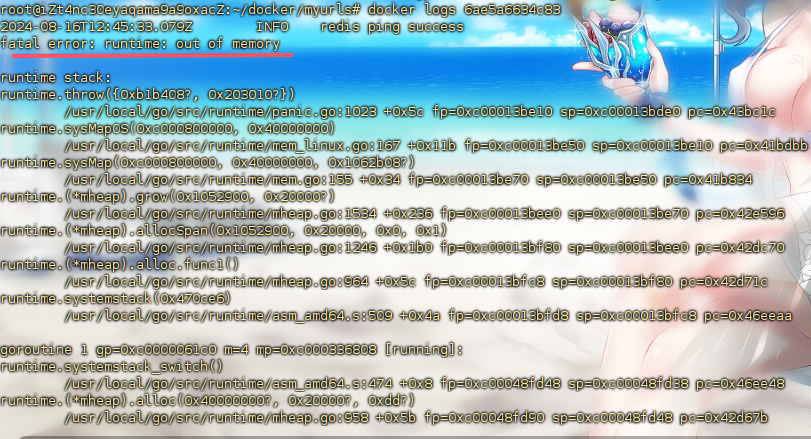 root@iZt4nc30eyaqama9a9oxacZ:~/docker/myurls# docker logs 6ae5a6634c83
2024-08-16T12:45:33.079Z        INFO    redis ping success
fatal error: runtime: out of memory
runtime stack:
runtime.throw({0xb1b408?, 0x203010?})
        /usr/local/go/src/runtime/panic.go:1023 +0x5c fp=0xc00013be10 sp=0xc00013bde0 pc=0x43bc1c
runtime.sysMapOS(0xc000800000, 0x40000000)
        /usr/local/go/src/runtime/mem_linux.go:167 +0x11b fp=0xc00013be50 sp=0xc00013be10 pc=0x41bdbb
runtime.sysMap(0xc000800000, 0x40000000, 0x1062b08?)
        /usr/local/go/src/runtime/mem.go:155 +0x34 fp=0xc00013be70 sp=0xc00013be50 pc=0x41b834
runtime.(*mheap).grow(0x1052900, 0x20000?)
        /usr/local/go/src/runtime/mheap.go:1534 +0x236 fp=0xc00013bee0 sp=0xc00013be70 pc=0x42e596
runtime.(*mheap).allocSpan(0x1052900, 0x20000, 0x0, 0x1)
        /usr/local/go/src/runtime/mheap.go:1246 +0x1b0 fp=0xc00013bf80 sp=0xc00013bee0 pc=0x42dc70
runtime.(*mheap).alloc.func1()
        /usr/local/go/src/runtime/mheap.go:964 +0x5c fp=0xc00013bfc8 sp=0xc00013bf80 pc=0x42d71c
runtime.systemstack(0x470ce6)
        /usr/local/go/src/runtime/asm_amd64.s:509 +0x4a fp=0xc00013bfd8 sp=0xc00013bfc8 pc=0x46eeaa
goroutine 1 gp=0xc0000061c0 m=4 mp=0xc000336808 [running]:
runtime.systemstack_switch()
        /usr/local/go/src/runtime/asm_amd64.s:474 +0x8 fp=0xc00048fd48 sp=0xc00048fd38 pc=0x46ee48
runtime.(*mheap).alloc(0x40000000?, 0x20000?, 0xdd?)
        /usr/local/go/src/runtime/mheap.go:958 +0x5b fp=0xc00048fd90 sp=0xc00048fd48 pc=0x42d67b